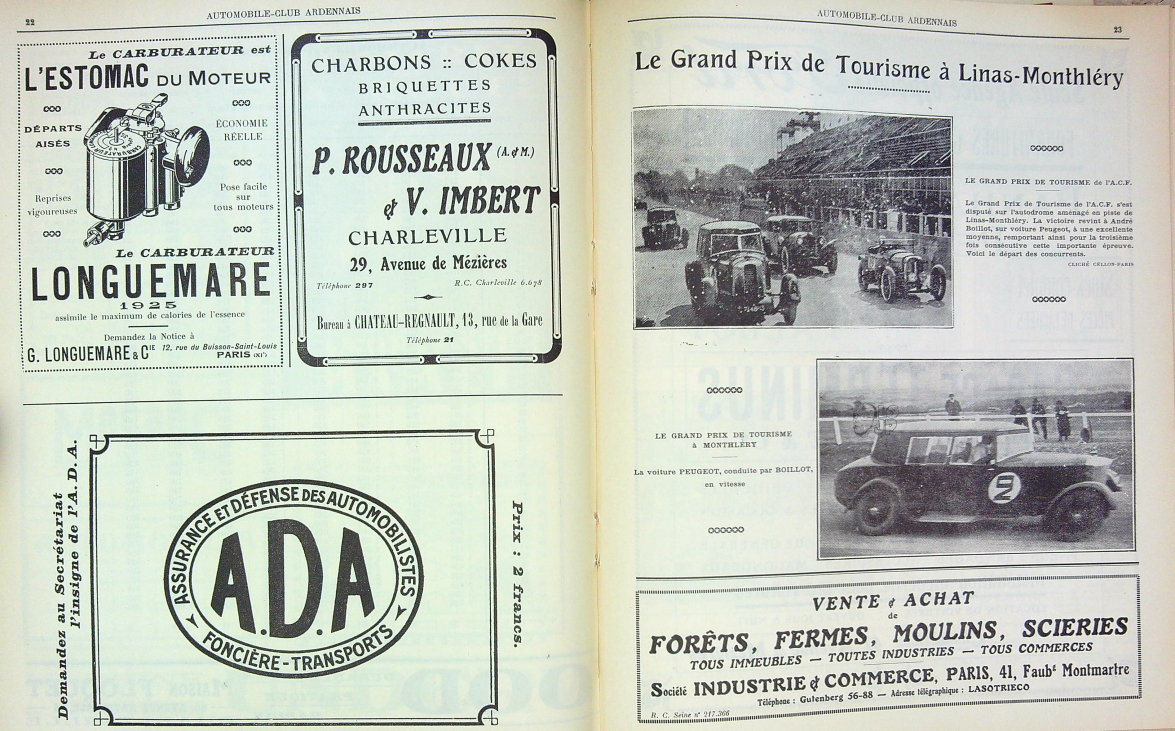 22
AUTOMOBILE-CLUB ARDENNAIS
Le CARBURATEUR est
L'ESTOMAC DU MOTEUR
DÉPARTS
AISÉS
ÉCONOMIE
RÉELLE
Reprises
vigoureuses
Pose facile
sur
tous moteurs
Le CARBURATEUR
LONGUEMARE
1925
assimile le maximum de calories de l'essence
Demandez la Notice à
G. LONGUEMARE & Cie 12, rue du Buisson-Saint-Louis
PARIS (XIe)
CHARBONS :: COKES
BRIQUETTES
ANTHRACITES
P. ROUSSEAUX (A. & M.)
& V. IMBERT
CHARLEVILLE
29, Avenue de Mézières
Téléphone 297 R.C. Charleville 6.078
Bureau à CHATEAU-REGNAULT, 13, rue de la Gare
Téléphone 21
Demandez au Secrétariat
l'insigne de l'A. D. A.
ASSURANCE ET DÉFENSE DES AUTOMOBILISTES
A.D.A
FONCIÈRE-TRANSPORTS
Prix : 2 francs.
AUTOMOBILE-CLUB ARDENNAIS
23
Le Grand Prix de Tourisme à Linas-Monthléry
LE GRAND PRIX DE TOURISME de l'A.C.F.
Le Grand Prix de Tourisme de l'A.C.F. s'est
disputé sur l'autodrome aménagé en piste de
Linas-Monthléry. La victoire revint à André
Boillot, sur voiture Peugeot, à une excellente
moyenne, remportant ainsi pour la troisième
fois consécutive cette importante épreuve.
Voici le départ des concurrents.
CLICHÉ CELLON-PARIS
LE GRAND PRIX DE TOURISME
à MONTHLÉRY
La voiture PEUGEOT, conduite par BOILLOT,
en vitesse
VENTE & ACHAT
de
FORÊTS, FERMES, MOULINS, SCIERIES
TOUS IMMEUBLES — TOUTES INDUSTRIES — TOUS COMMERCES
Société INDUSTRIE & COMMERCE, PARIS, 41, Faubt Montmartre
Téléphone : Gutenberg 56-88 — Adresse télégraphique : LASOTRIECO
R. C. Seine n° 217.366